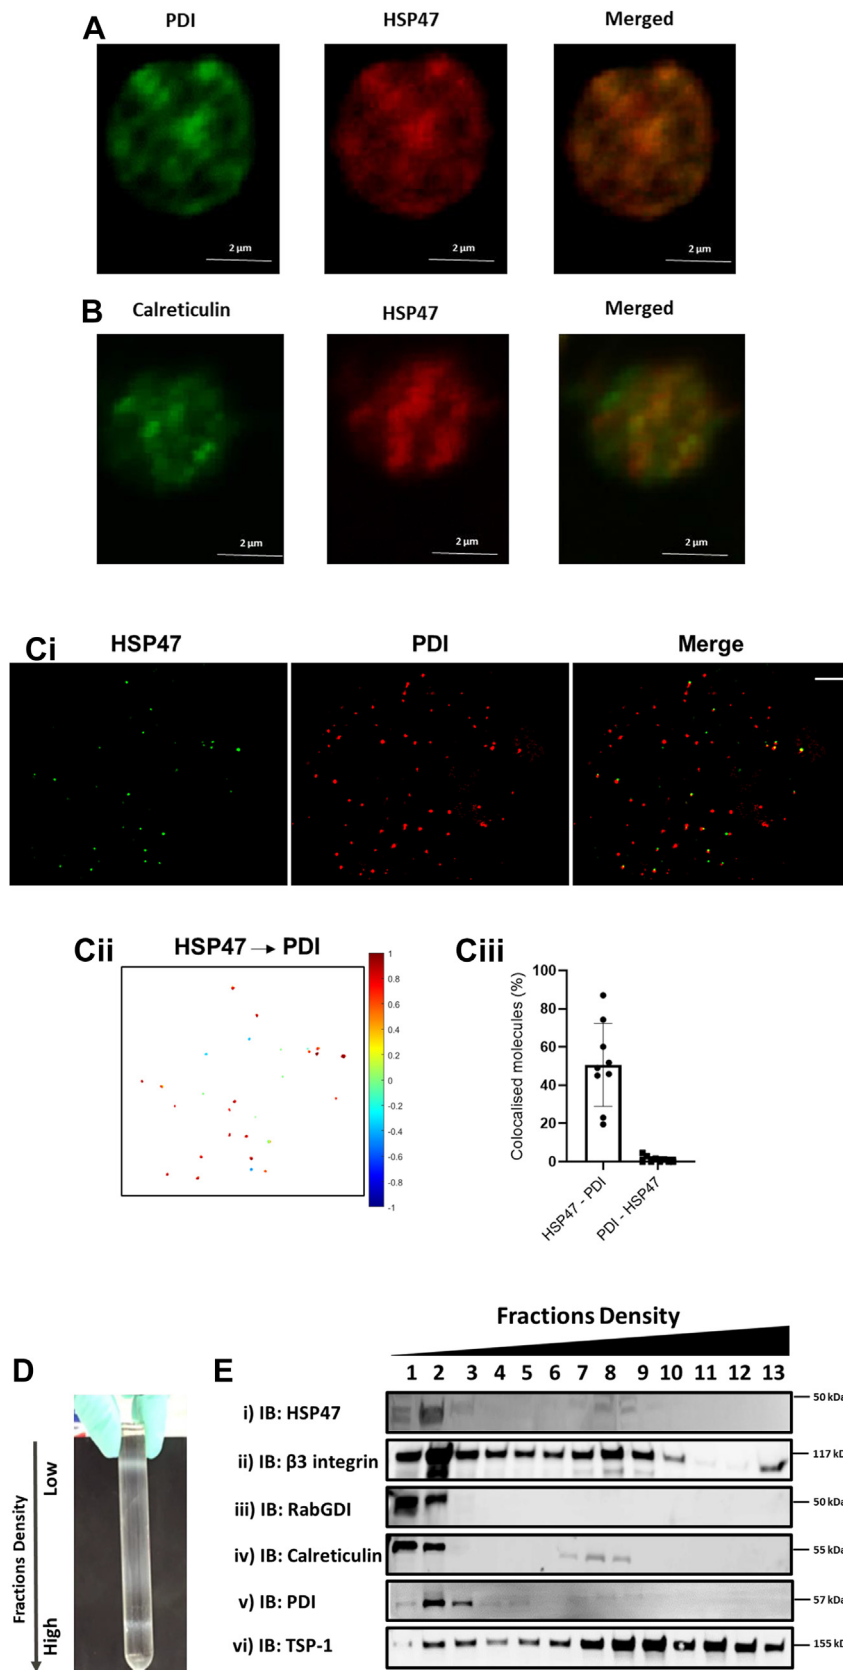 A PDI HSP47 Merged
2 μm 2 μm 2 μm
B Calreticulin HSP47 Merged
2 μm 2 μm 2 μm
Ci HSP47 PDI Merge
Cii HSP47 → PDI
1
0.8
0.6
0.4
0.2
0
-0.2
-0.4
-0.6
-0.8
-1
Ciii
Colocalised molecules (%)
100
80
60
40
20
0
HSP47 - PDI
PDI - HSP47
D
Fractions Density
Low
High
E
Fractions Density
1 2 3 4 5 6 7 8 9 10 11 12 13
i) IB: HSP47 50 kDa
ii) IB: β3 integrin 117 kD
iii) IB: RabGDI 50 kDa
iv) IB: Calreticulin 55 kDa
v) IB: PDI 57 kDa
vi) IB: TSP-1 155 kDa